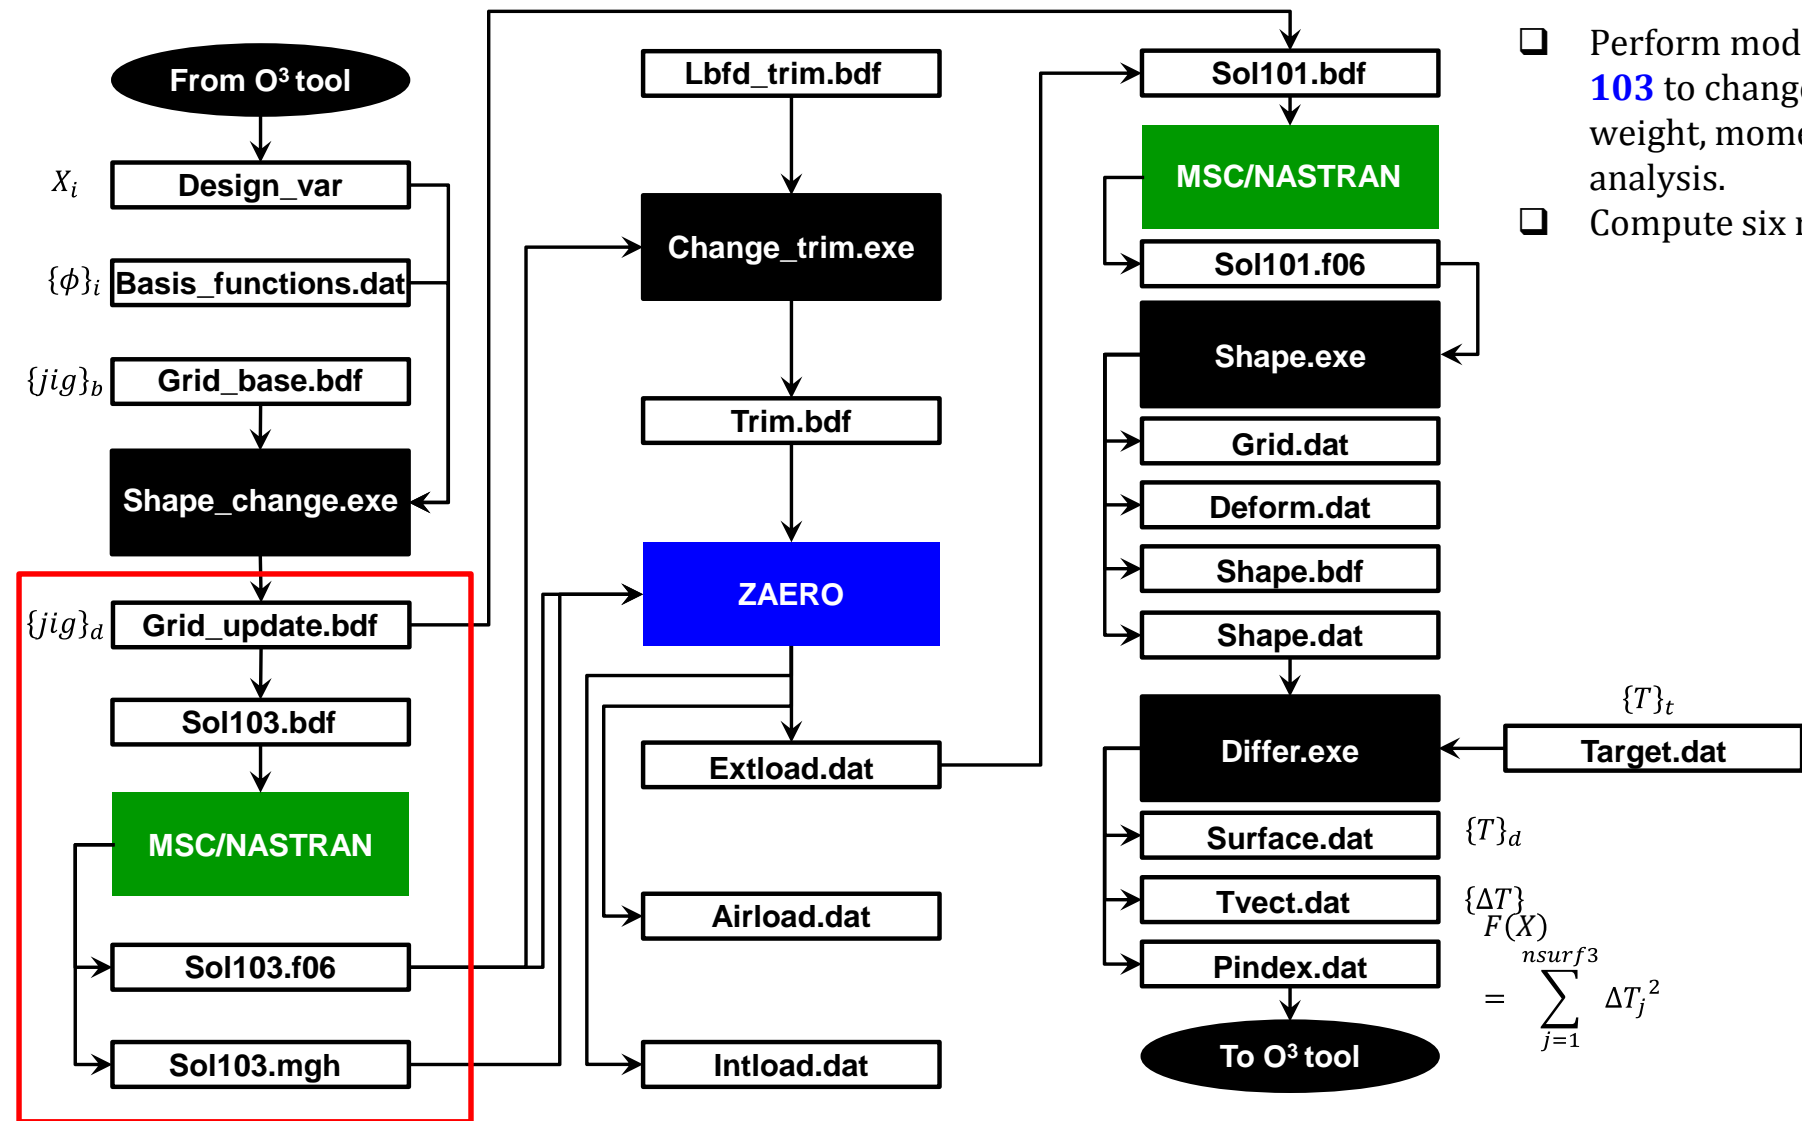 From O³ tool
X_i
Design_var
{ϕ}_i
Basis_functions.dat
{jig}_b
Grid_base.bdf
Shape_change.exe
{jig}_d
Grid_update.bdf
Sol103.bdf
MSC/NASTRAN
Sol103.f06
Sol103.mgh
Lbfd_trim.bdf
Change_trim.exe
Trim.bdf
ZAERO
Extload.dat
Airload.dat
Intload.dat
Sol101.bdf
MSC/NASTRAN
Sol101.f06
Shape.exe
Grid.dat
Deform.dat
Shape.bdf
Shape.dat
Differ.exe
{T}_t
Target.dat
Surface.dat
{T}_d
Tvect.dat
{ΔT}
Pindex.dat
F(X)
= ∑_{j=1}^{nsurf3} ΔT_j²
To O³ tool
❑ Perform
103 to
weight,
analysis.
❑ Compute six